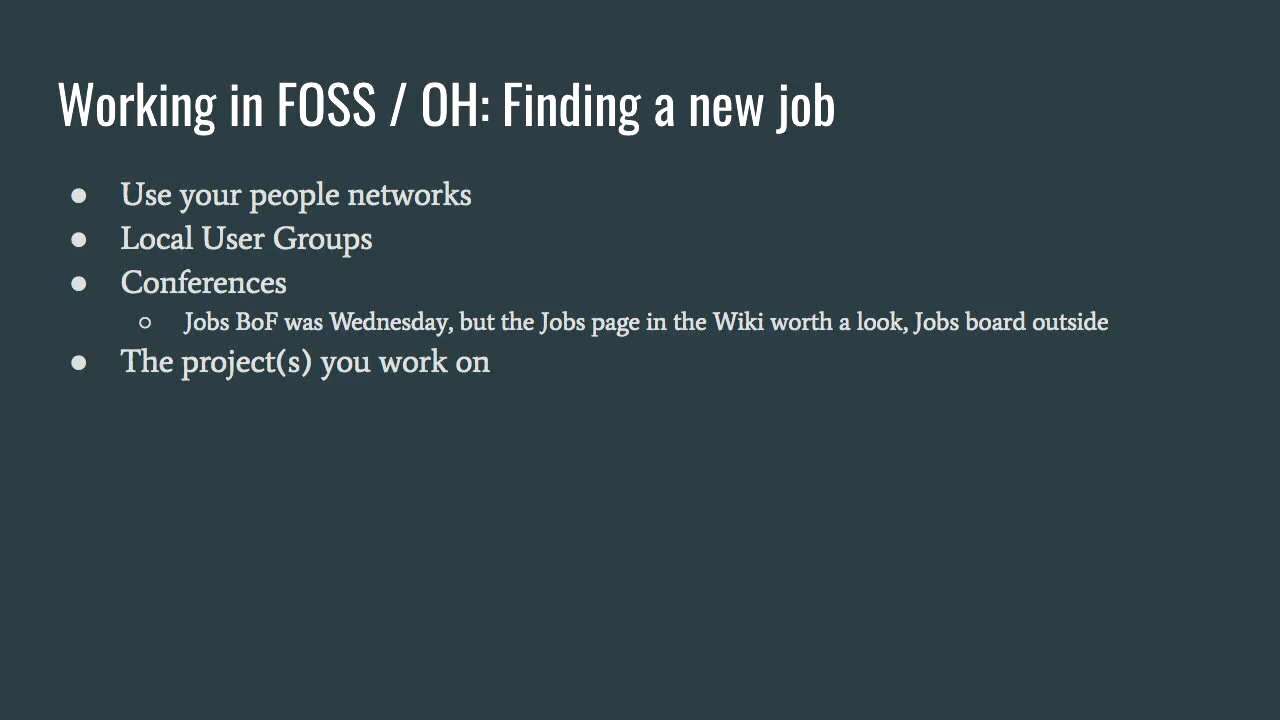 Working in FOSS / OH: Finding a new job
● Use your people networks
● Local User Groups
● Conferences
○ Jobs BoF was Wednesday, but the Jobs page in the Wiki worth a look, Jobs board outside
● The project(s) you work on